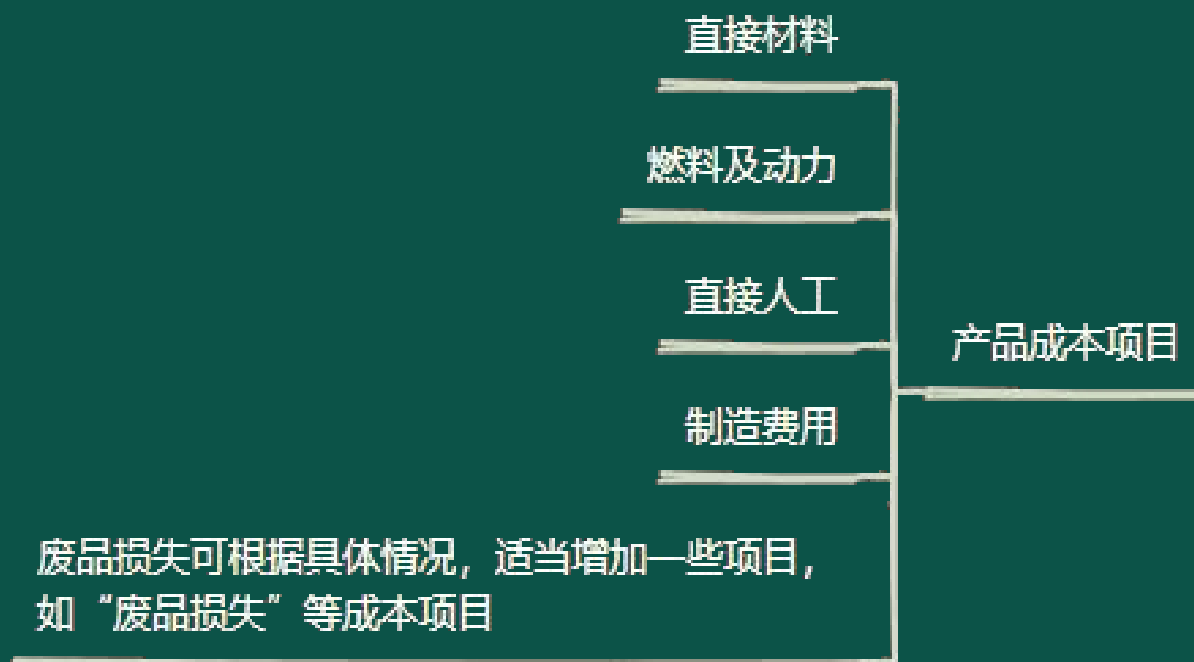 直接材料
燃料及动力
直接人工
产品成本项目
制造费用
废品损失可根据具体情况，适当增加一些项目，
如“废品损失”等成本项目